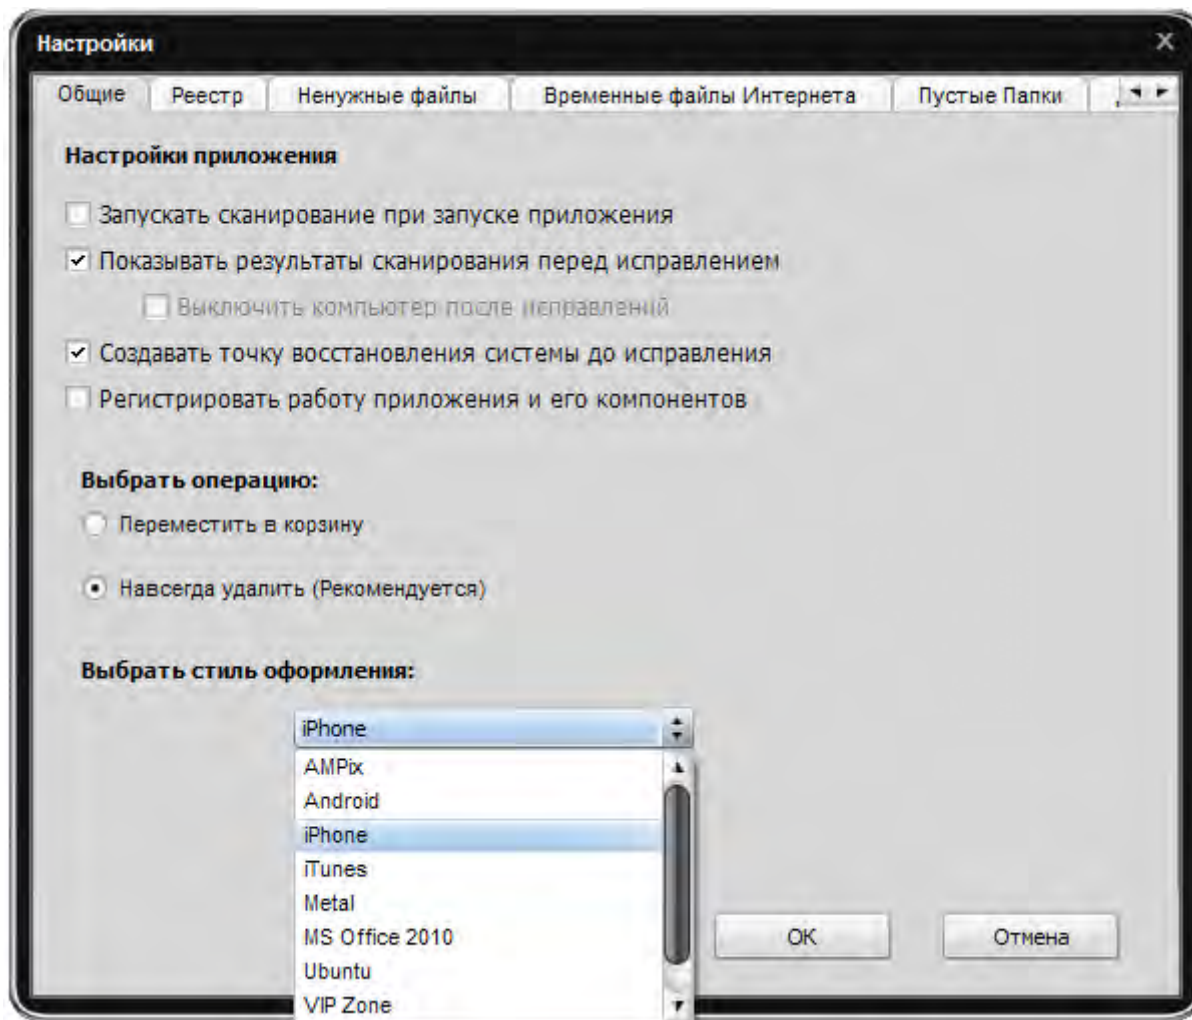 Настройки
Общие Реестр Ненужные файлы Временные файлы Интернета Пустые Папки
Настройки приложения
Запускать сканирование при запуске приложения
Показывать результаты сканирования перед исправлением
Выключить компьютер после исправлений
Создавать точку восстановления системы до исправления
Регистрировать работу приложения и его компонентов
Выбрать операцию:
Переместить в корзину
Навсегда удалить (Рекомендуется)
Выбрать стиль оформления:
iPhone
AMPix
Android
iPhone
iTunes
Metal
MS Office 2010
Ubuntu
VIP Zone
OK Отмена